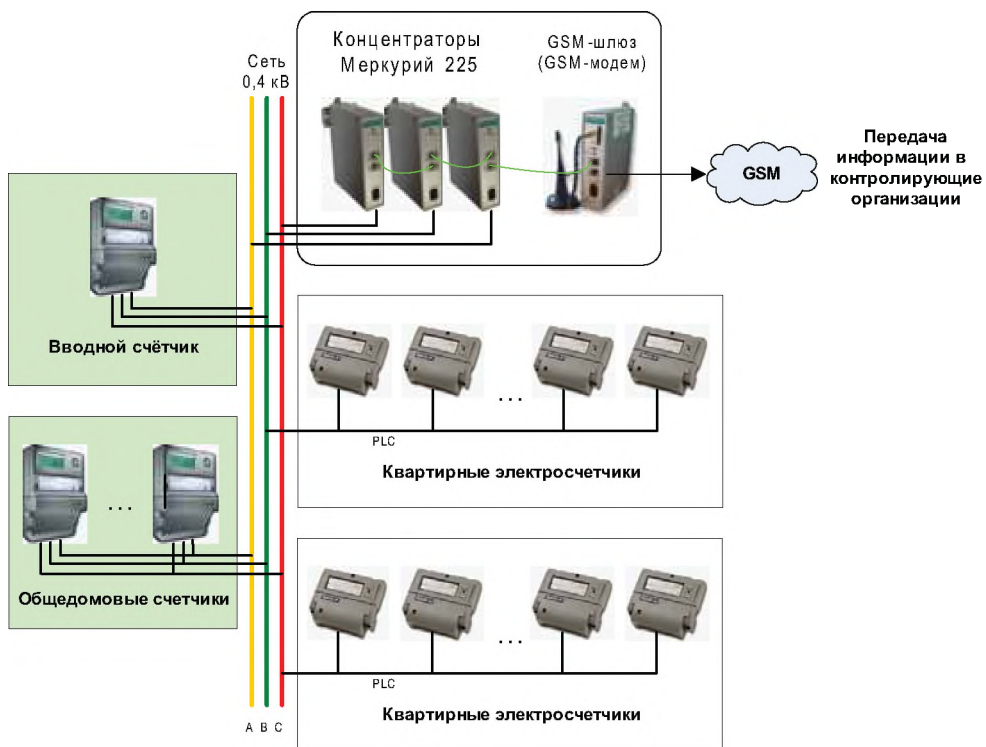 Концентраторы
Меркурий 225
GSM-шлюз
(GSM-модем)
Сеть
0,4 кВ
GSM
Передача
информации в
контролирующие
организации
Вводной счётчик
...
PLC
Квартирные электросчетчики
...
Общедомовые счетчики
...
PLC
Квартирные электросчетчики
A B C